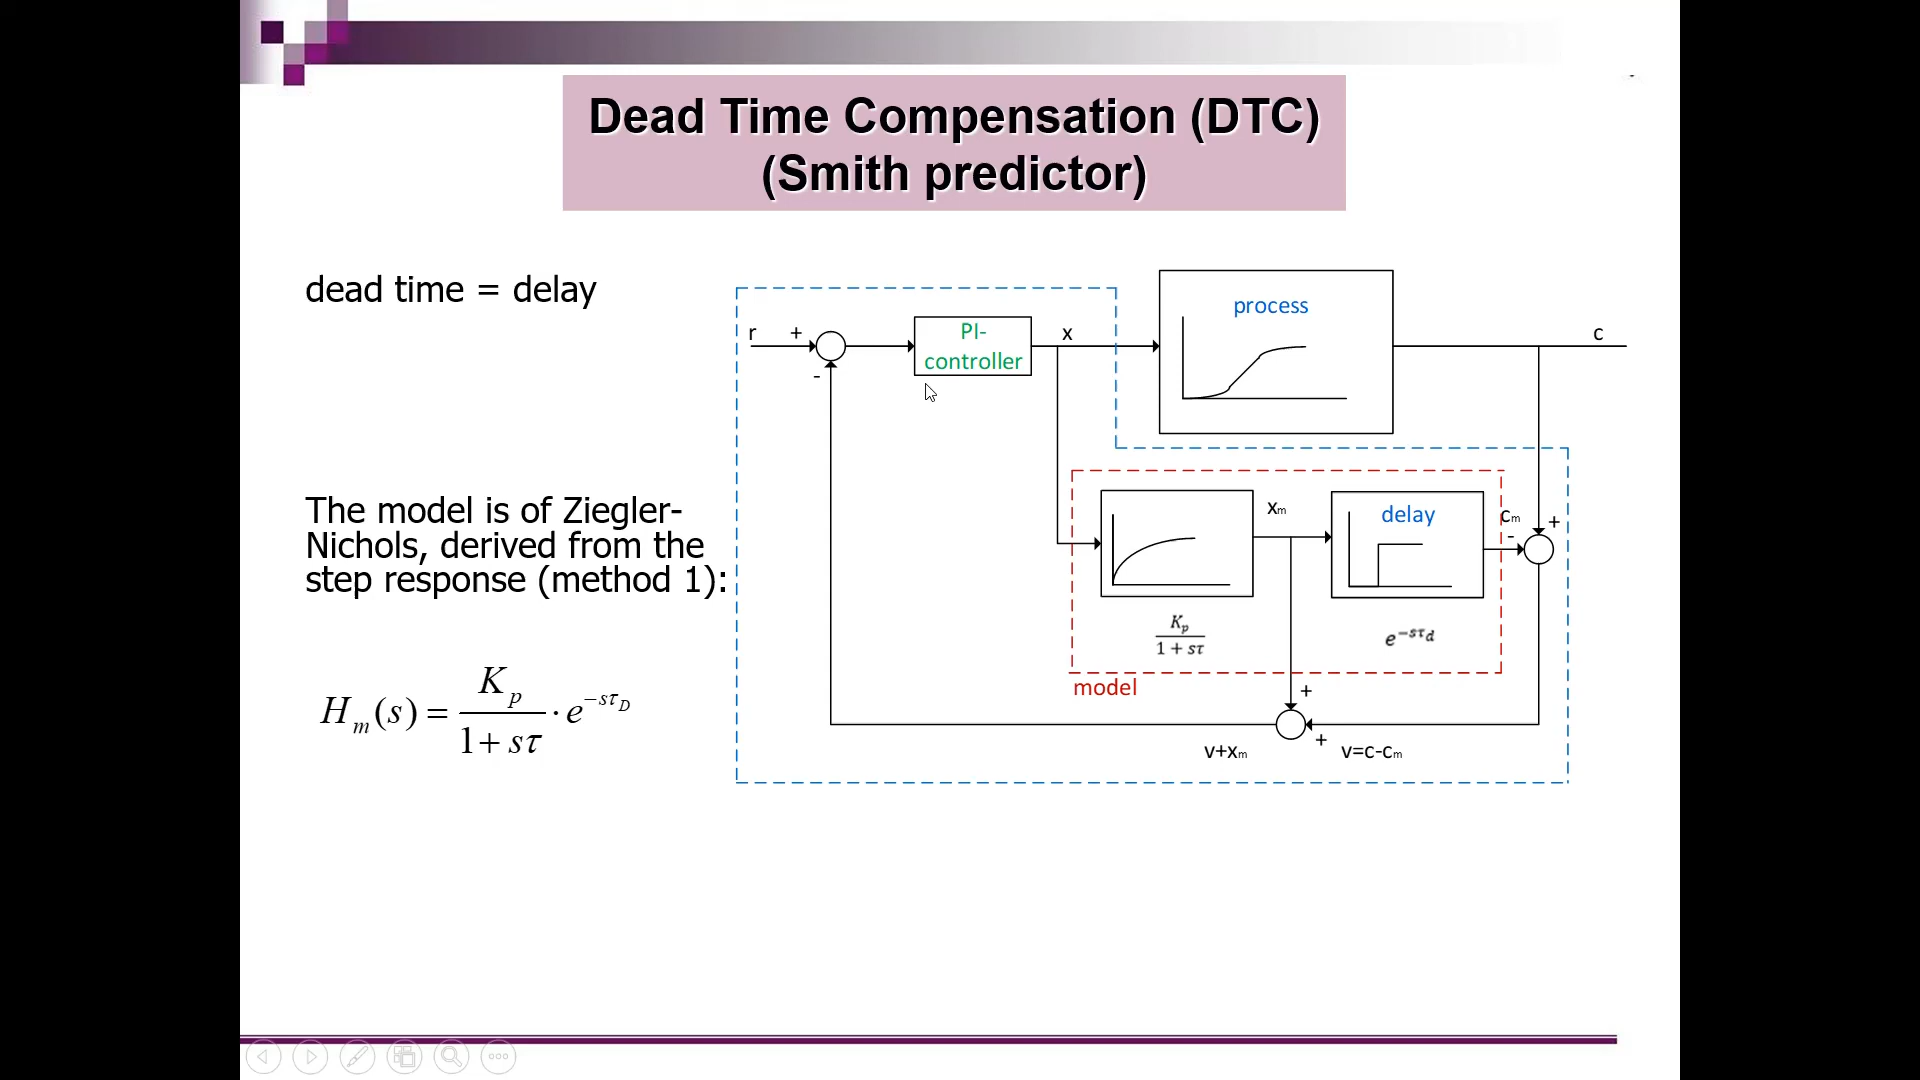 Dead Time Compensation (DTC)
(Smith predictor)
dead time = delay
The model is of Ziegler-
Nichols, derived from the
step response (method 1):
H_m(s) = K_p / (1 + sτ) · e^{-sτ_D}
r
+
-
PI-
controller
x
process
c
x_m
delay
c_m
+
-
K_p / (1 + sτ)
e^{-sτ_d}
model
+
+
v+x_m
v=c-c_m